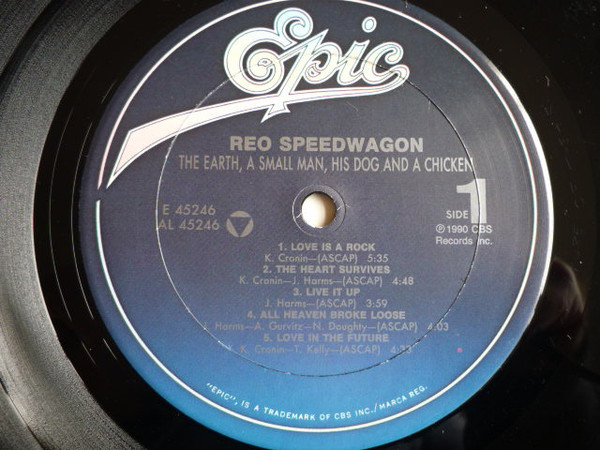 Epic
REO SPEEDWAGON
THE EARTH, A SMALL MAN, HIS DOG AND A CHICKEN
E 45246
AL 45246
SIDE 1
℗ 1990 CBS
Records Inc.
1. LOVE IS A ROCK
K. Cronin—(ASCAP) 5:35
2. THE HEART SURVIVES
K. Cronin—J. Harms—(ASCAP) 4:48
3. LIVE IT UP
J. Harms—(ASCAP) 3:59
4. ALL HEAVEN BROKE LOOSE
J. Harms—A. Gurvitz—N. Doughty—(ASCAP) 4:03
5. LOVE IN THE FUTURE
K. Cronin—T. Kelly—(ASCAP) 4:33
"EPIC", IS A TRADEMARK OF CBS INC./MARCA REG.